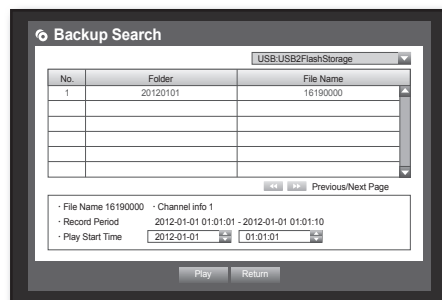 Backup Search
USB:USB2FlashStorage
No. Folder File Name
1 20120101 16190000
Previous/Next Page
· File Name 16190000 · Channel info 1
· Record Period 2012-01-01 01:01:01 - 2012-01-01 01:01:10
· Play Start Time 2012-01-01 01:01:01
Play Return